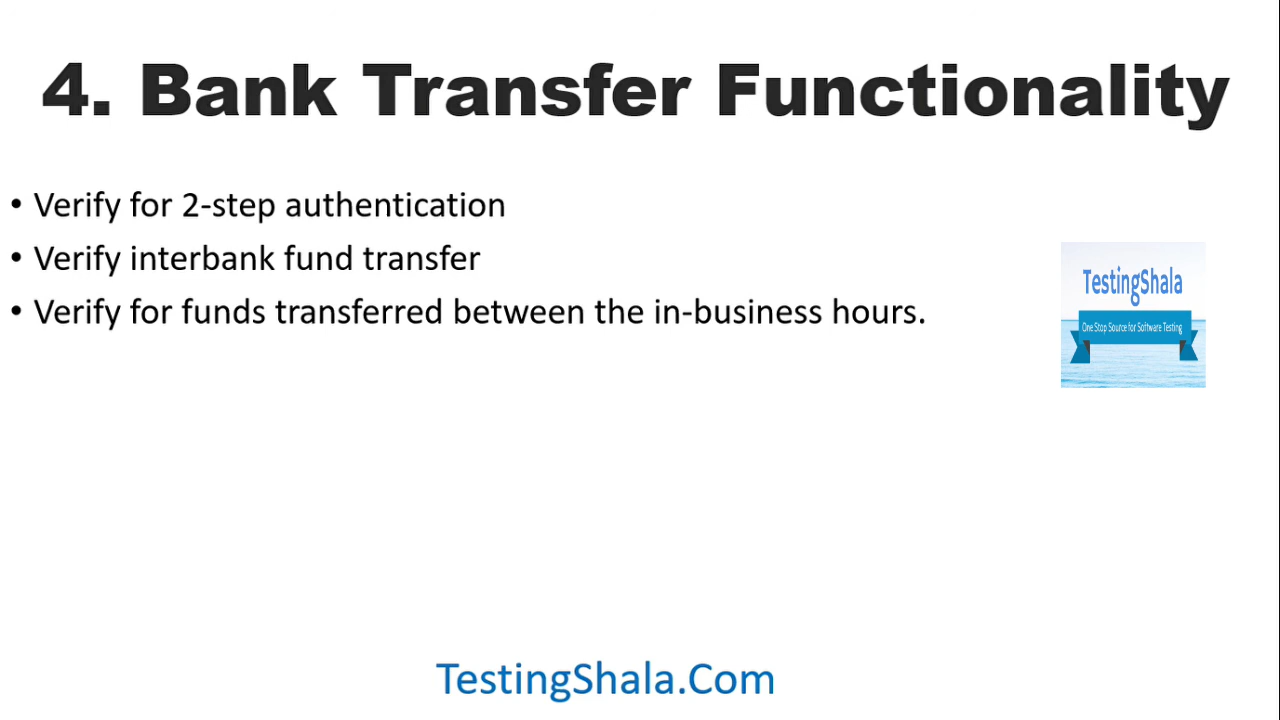 4. Bank Transfer Functionality
• Verify for 2-step authentication
• Verify interbank fund transfer
• Verify for funds transferred between the in-business hours.
TestingShala
One Stop Source for Software Testing
TestingShala.Com